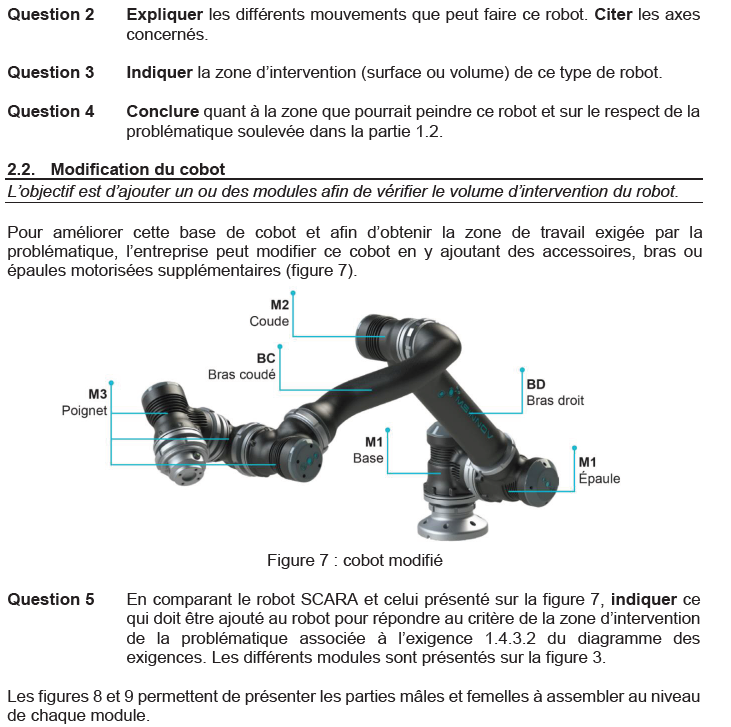 Question 2 Expliquer les différents mouvements que peut faire ce robot. Citer les axes
concernés.
Question 3 Indiquer la zone d'intervention (surface ou volume) de ce type de robot.
Question 4 Conclure quant à la zone que pourrait peindre ce robot et sur le respect de la
problématique soulevée dans la partie 1.2.
2.2. Modification du cobot
L'objectif est d'ajouter un ou des modules afin de vérifier le volume d'intervention du robot.
Pour améliorer cette base de cobot et afin d'obtenir la zone de travail exigée par la
problématique, l'entreprise peut modifier ce cobot en y ajoutant des accessoires, bras ou
épaules motorisées supplémentaires (figure 7).
M2
Coude
BC
Bras coudé
M3
Poignet
BD
Bras droit
M1
Base
M1
Épaule
Figure 7 : cobot modifié
Question 5 En comparant le robot SCARA et celui présenté sur la figure 7, indiquer ce
qui doit être ajouté au robot pour répondre au critère de la zone d'intervention
de la problématique associée à l'exigence 1.4.3.2 du diagramme des
exigences. Les différents modules sont présentés sur la figure 3.
Les figures 8 et 9 permettent de présenter les parties mâles et femelles à assembler au niveau
de chaque module.